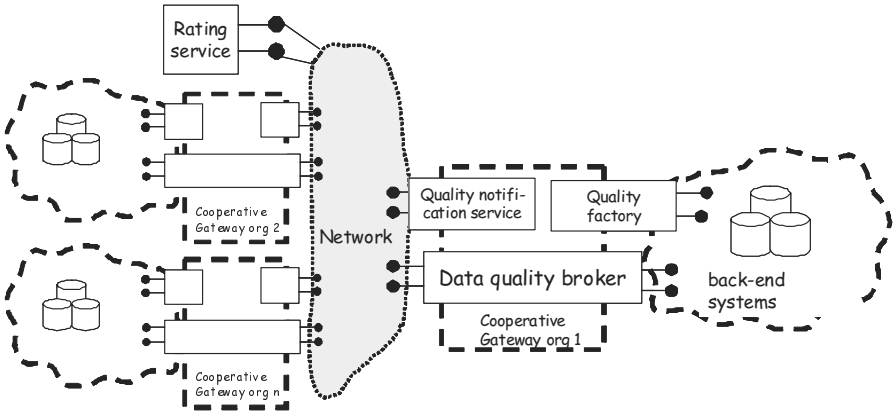 Rating
service
Cooperative
Gateway org 2
Network
Cooperative
Gateway org n
Quality notifi-
cation service
Quality
factory
Data quality broker
Cooperative
Gateway org 1
back-end
systems